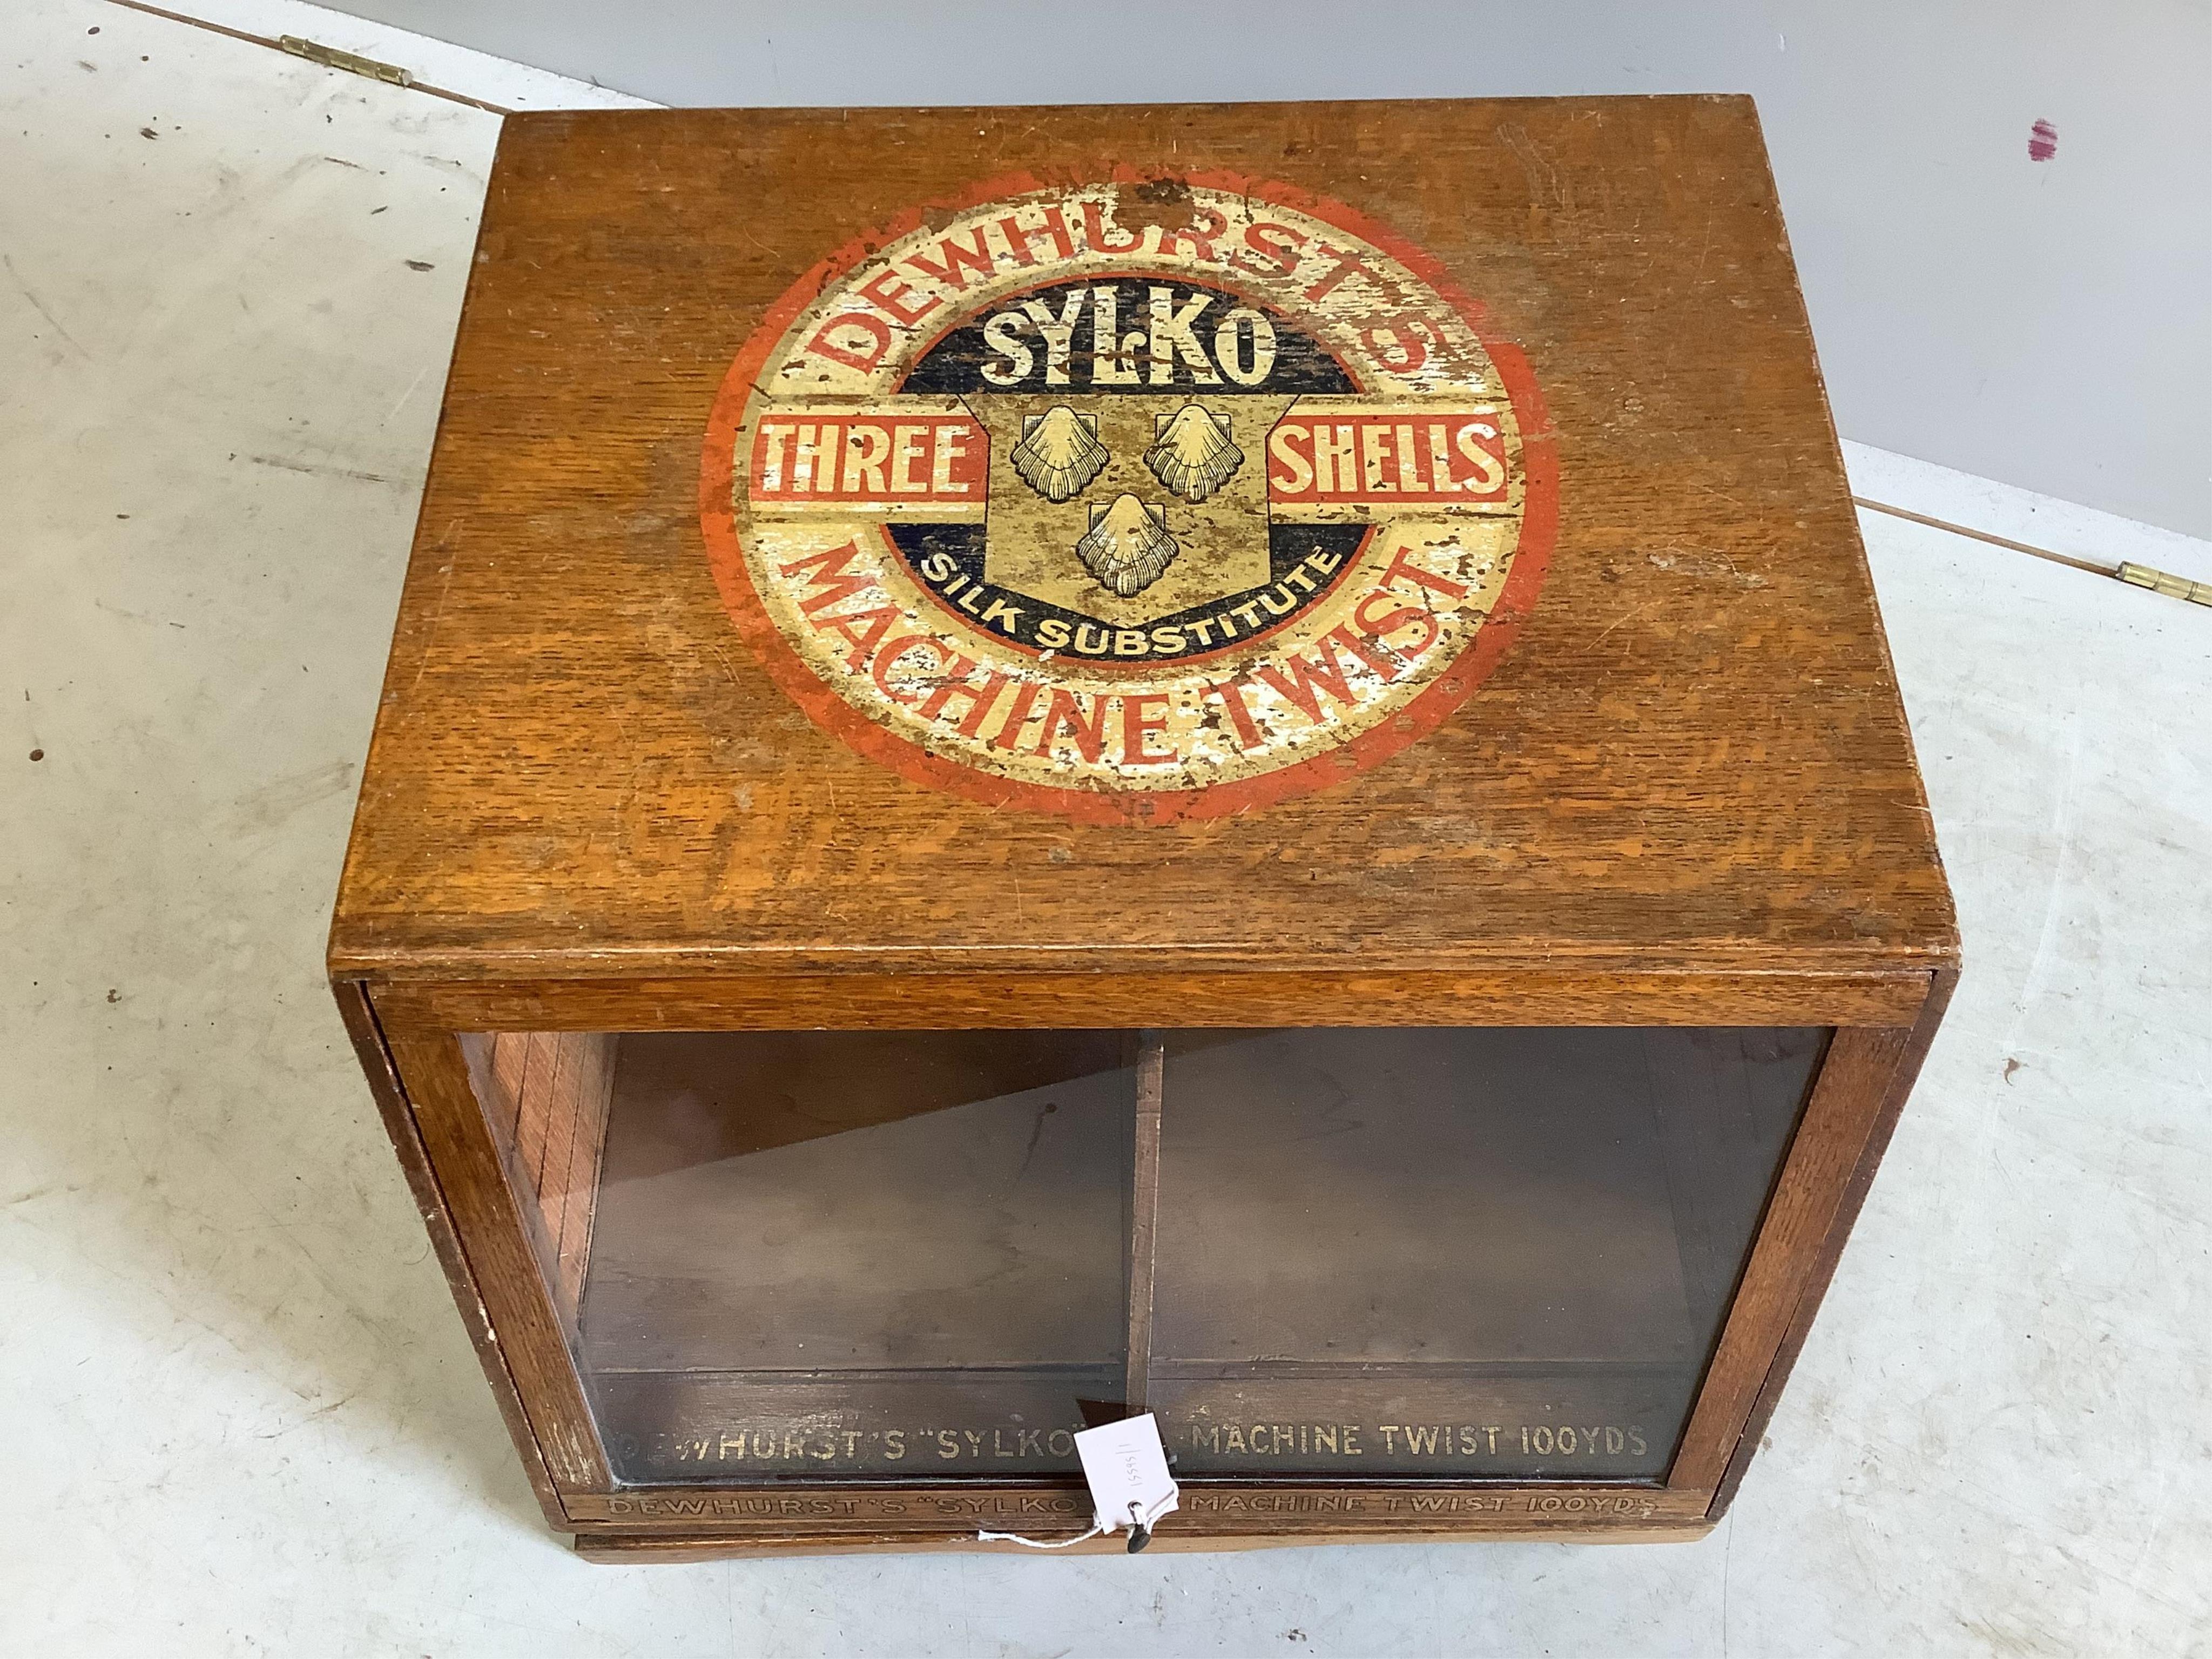 DEWHURST'S
SYLKO
THREE SHELLS
SILK SUBSTITUTE
MACHINE TWIST
DEWHURST'S "SYLKO" MACHINE TWIST 100YDS
DEWHURST'S "SYLKO MACHINE TWIST 100YDS